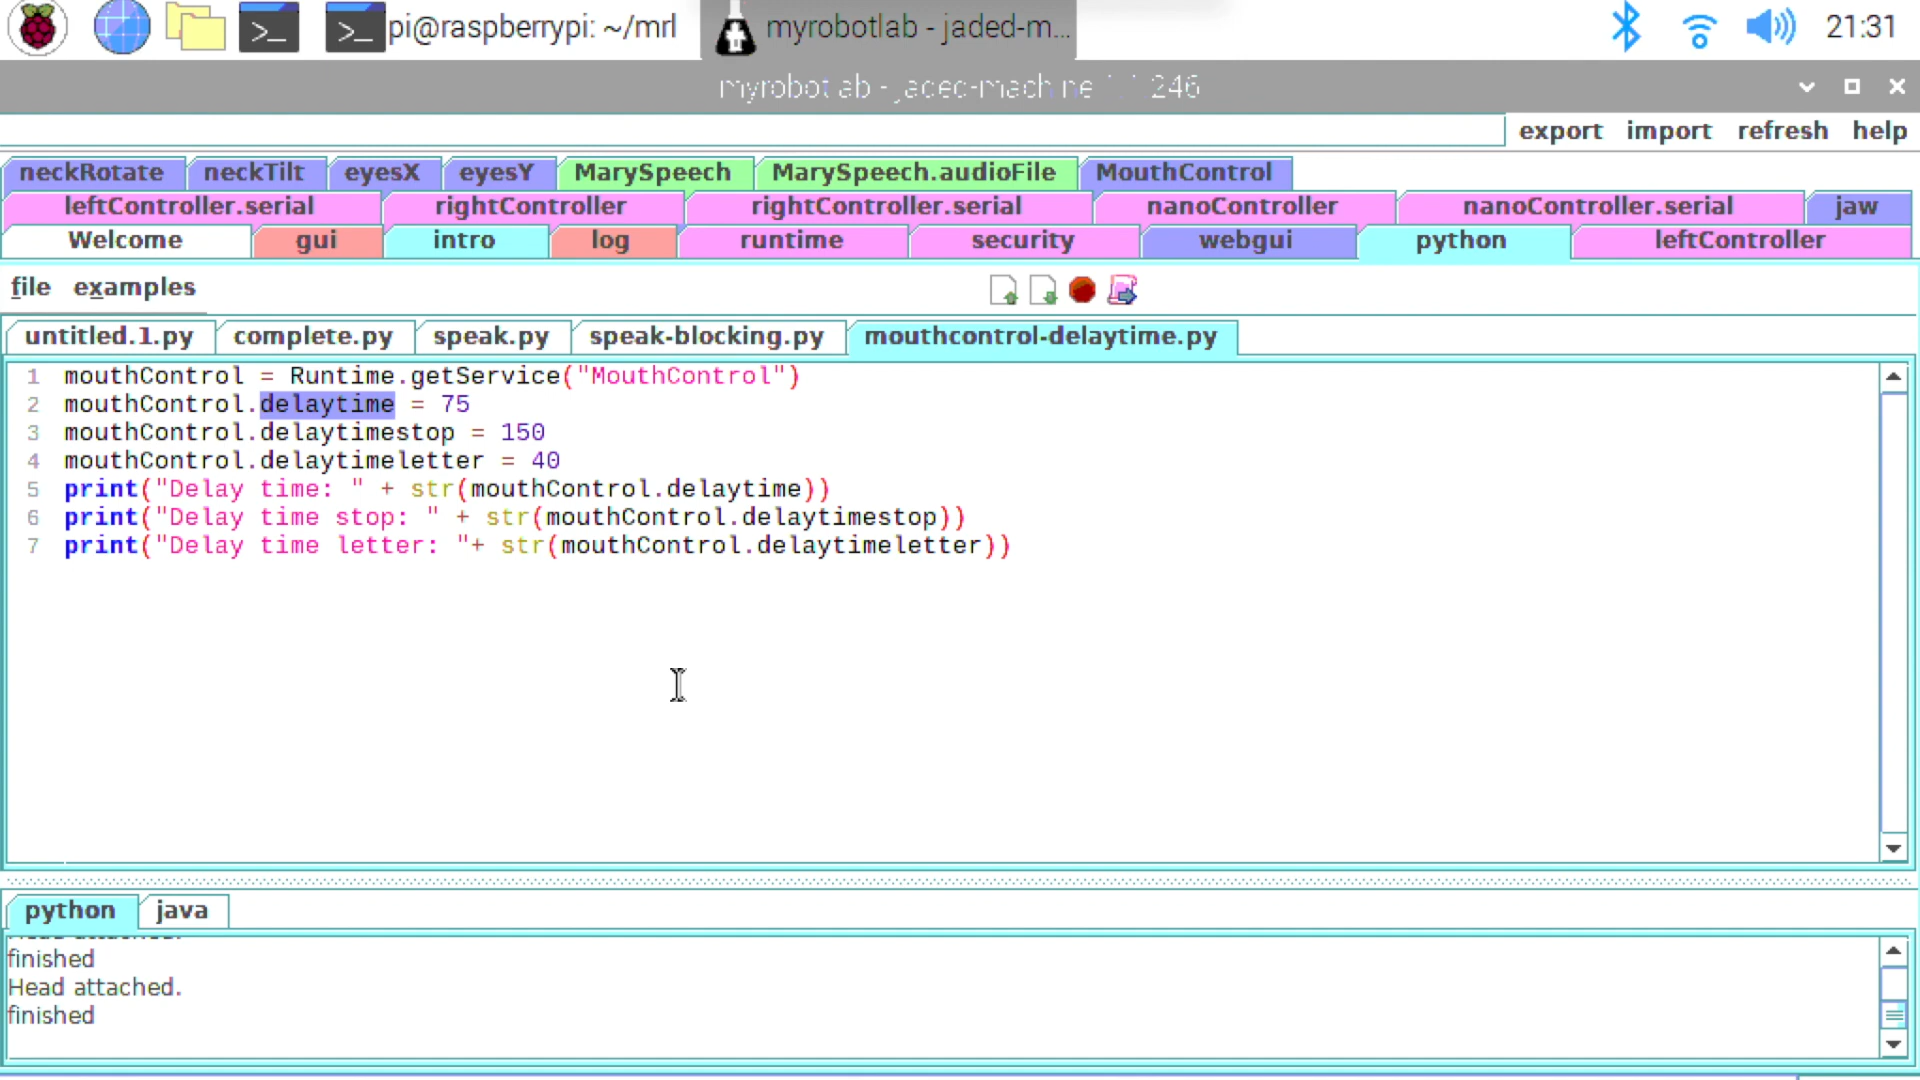 pi@raspberrypi: ~/mrl
myrobotlab - jaded-m...
21:31
export import refresh help
neckRotate neckTilt eyesX eyesY MarySpeech MarySpeech.audioFile MouthControl
leftController.serial rightController rightController.serial nanoController nanoController.serial jaw
Welcome gui intro log runtime security webgui python leftController
file examples
untitled.1.py complete.py speak.py speak-blocking.py mouthcontrol-delaytime.py
1 mouthControl = Runtime.getService("MouthControl")
2 mouthControl.delaytime = 75
3 mouthControl.delaytimestop = 150
4 mouthControl.delaytimeletter = 40
5 print("Delay time: " + str(mouthControl.delaytime))
6 print("Delay time stop: " + str(mouthControl.delaytimestop))
7 print("Delay time letter: "+ str(mouthControl.delaytimeletter))
python java
finished
Head attached.
finished